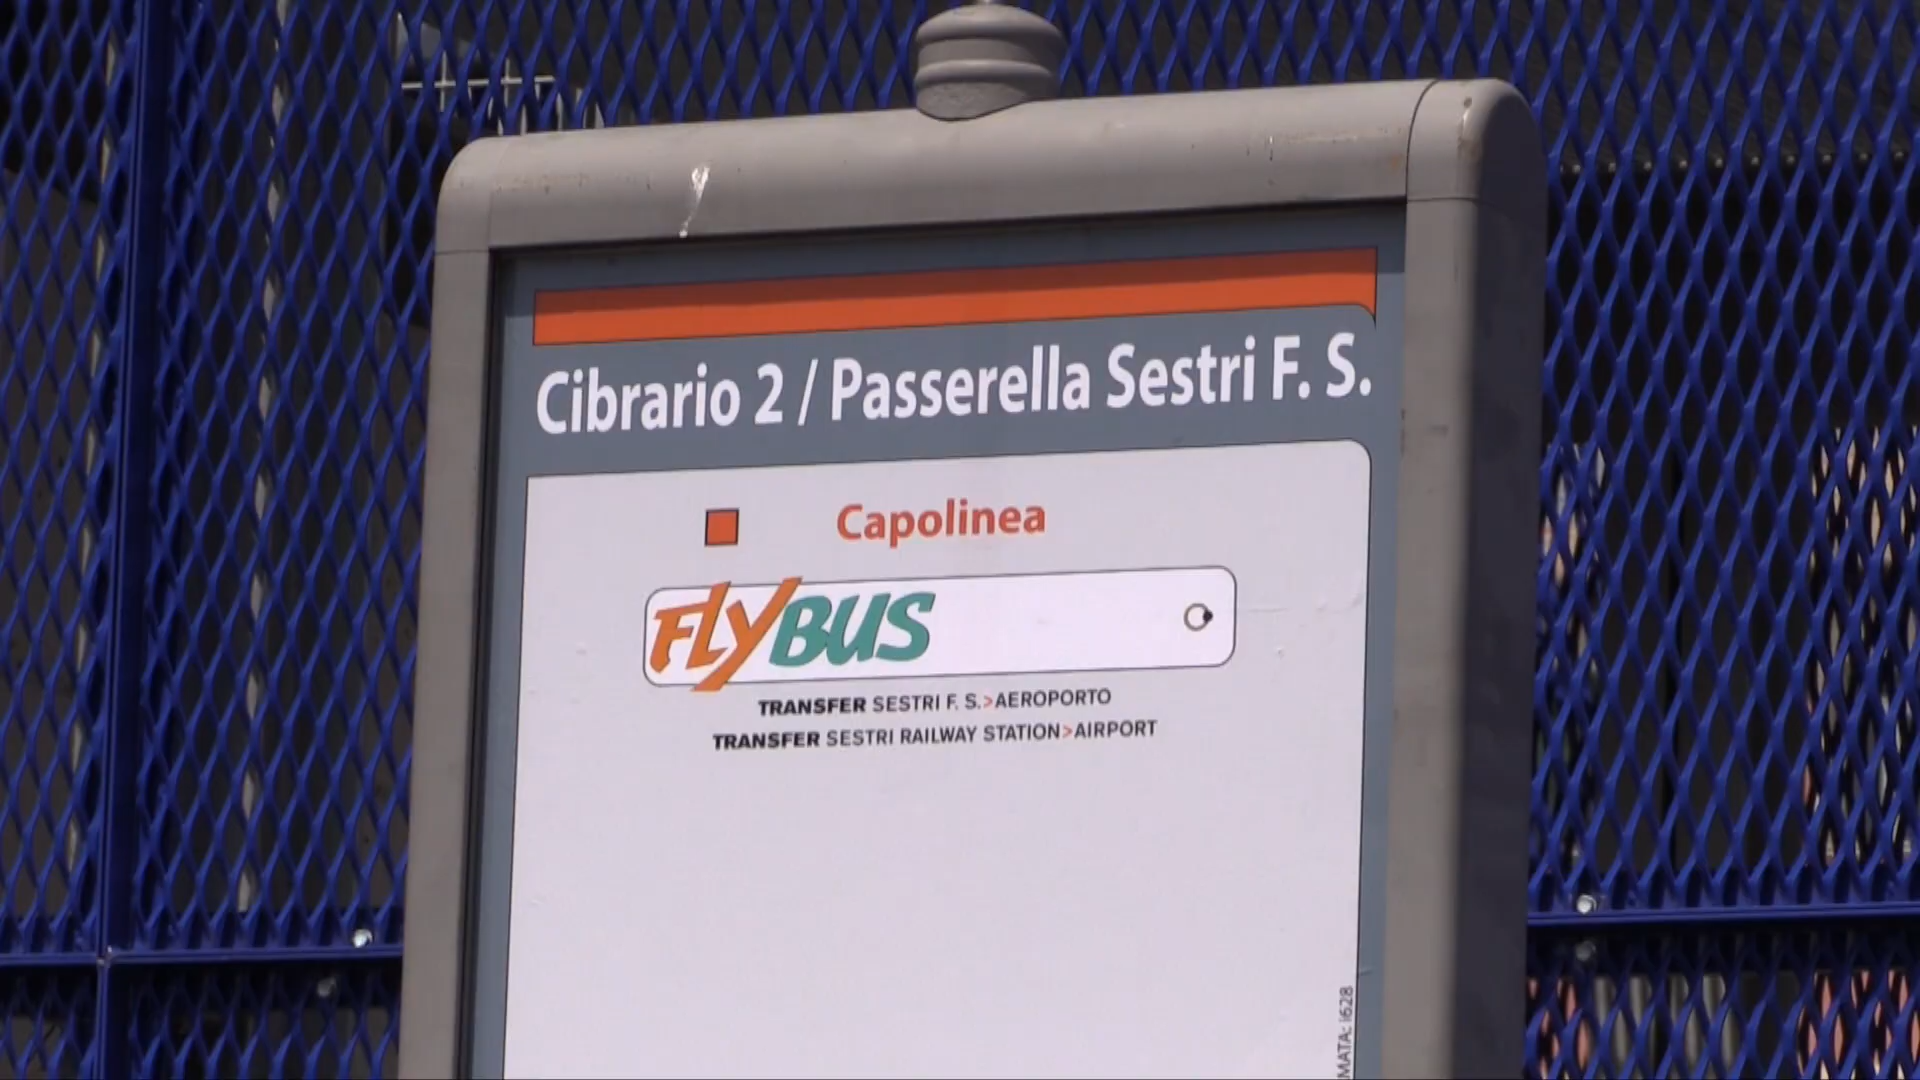 Cibrario 2 / Passerella Sestri F. S.
Capolinea
FLYBUS
TRANSFER SESTRI F. S.>AEROPORTO
TRANSFER SESTRI RAILWAY STATION>AIRPORT